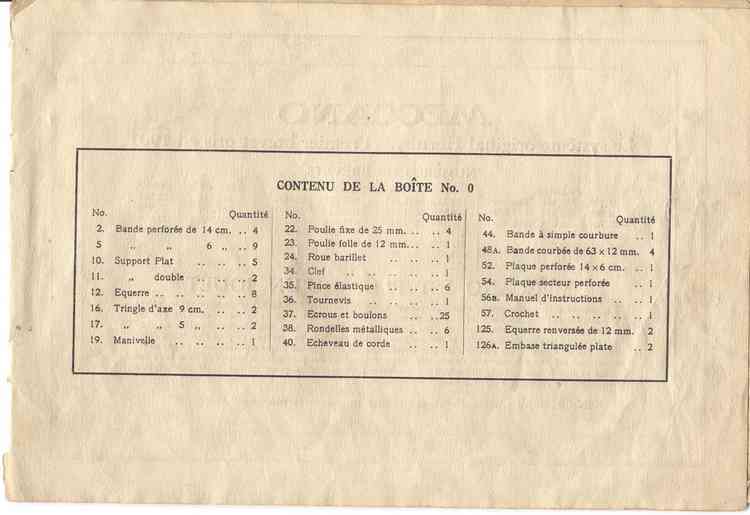 CONTENU DE LA BOÎTE No. 0
No. Quantité
2. Bande perforée de 14 cm. .. 4
5 „ „ 6 „ .. 9
10. Support Plat .. .. .. 5
11. „ double .. .. 2
12. Equerre .. .. .. .. 8
16. Tringle d'axe 9 cm. .. .. 2
17. „ „ 5 „ .. .. 2
19. Manivelle .. .. .. .. 1
No. Quantité
22. Poulie fixe de 25 mm. .. .. 4
23. Poulie folle de 12 mm... .. 1
24. Roue barillet .. .. .. 1
34. Clef .. .. .. .. 1
35. Pince élastique .. .. 6
36. Tournevis .. .. .. 1
37. Ecrous et boulons .. ..25
38. Rondelles métalliques .. .. 6
40. Echeveau de corde .. .. 1
No. Quantité
44. Bande à simple courbure .. 1
48A. Bande courbée de 63 x 12 mm. 4
52. Plaque perforée 14 x 6 cm. .. 1
54. Plaque secteur perforée .. 1
56B. Manuel d'instructions .. .. 1
57. Crochet .. .. .. .. .. 1
125. Equerre renversée de 12 mm. 2
126A. Embase triangulée plate .. 2